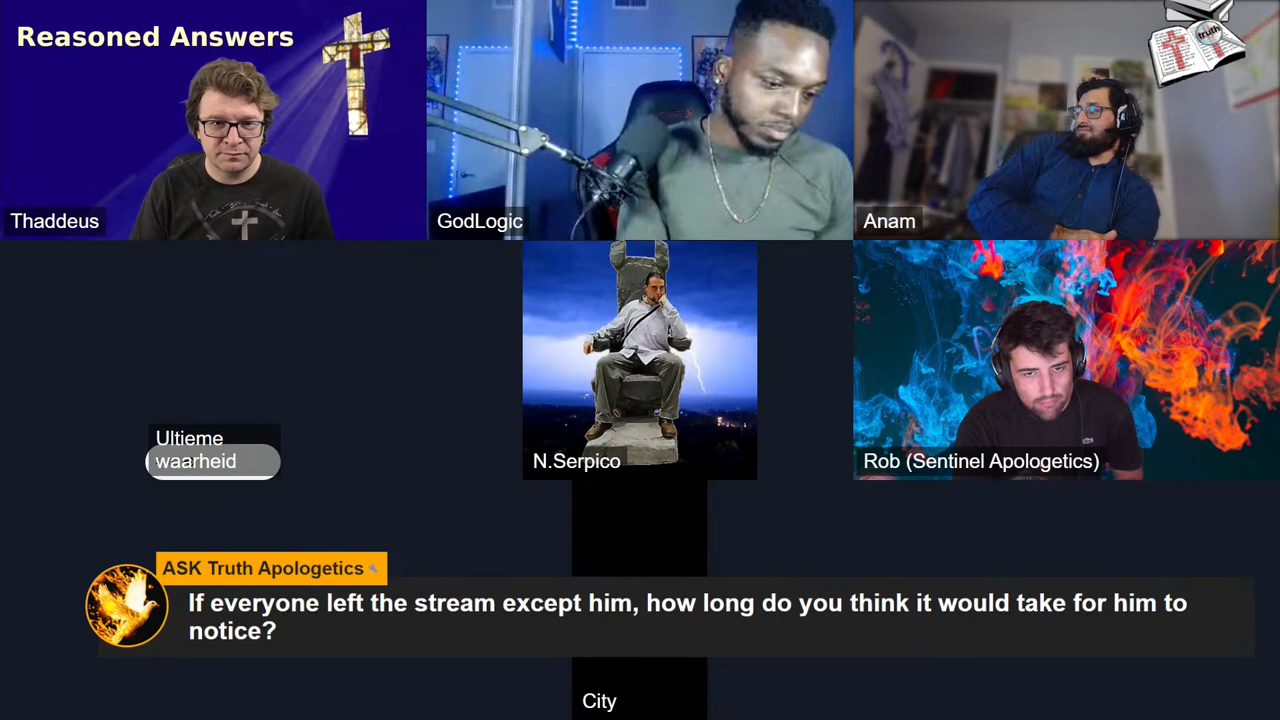 Reasoned Answers
truth
Thaddeus
GodLogic
Anam
Ultieme
waarheid
N.Serpico
Rob (Sentinel Apologetics)
ASK Truth Apologetics
If everyone left the stream except him, how long do you think it would take for him to
notice?
City